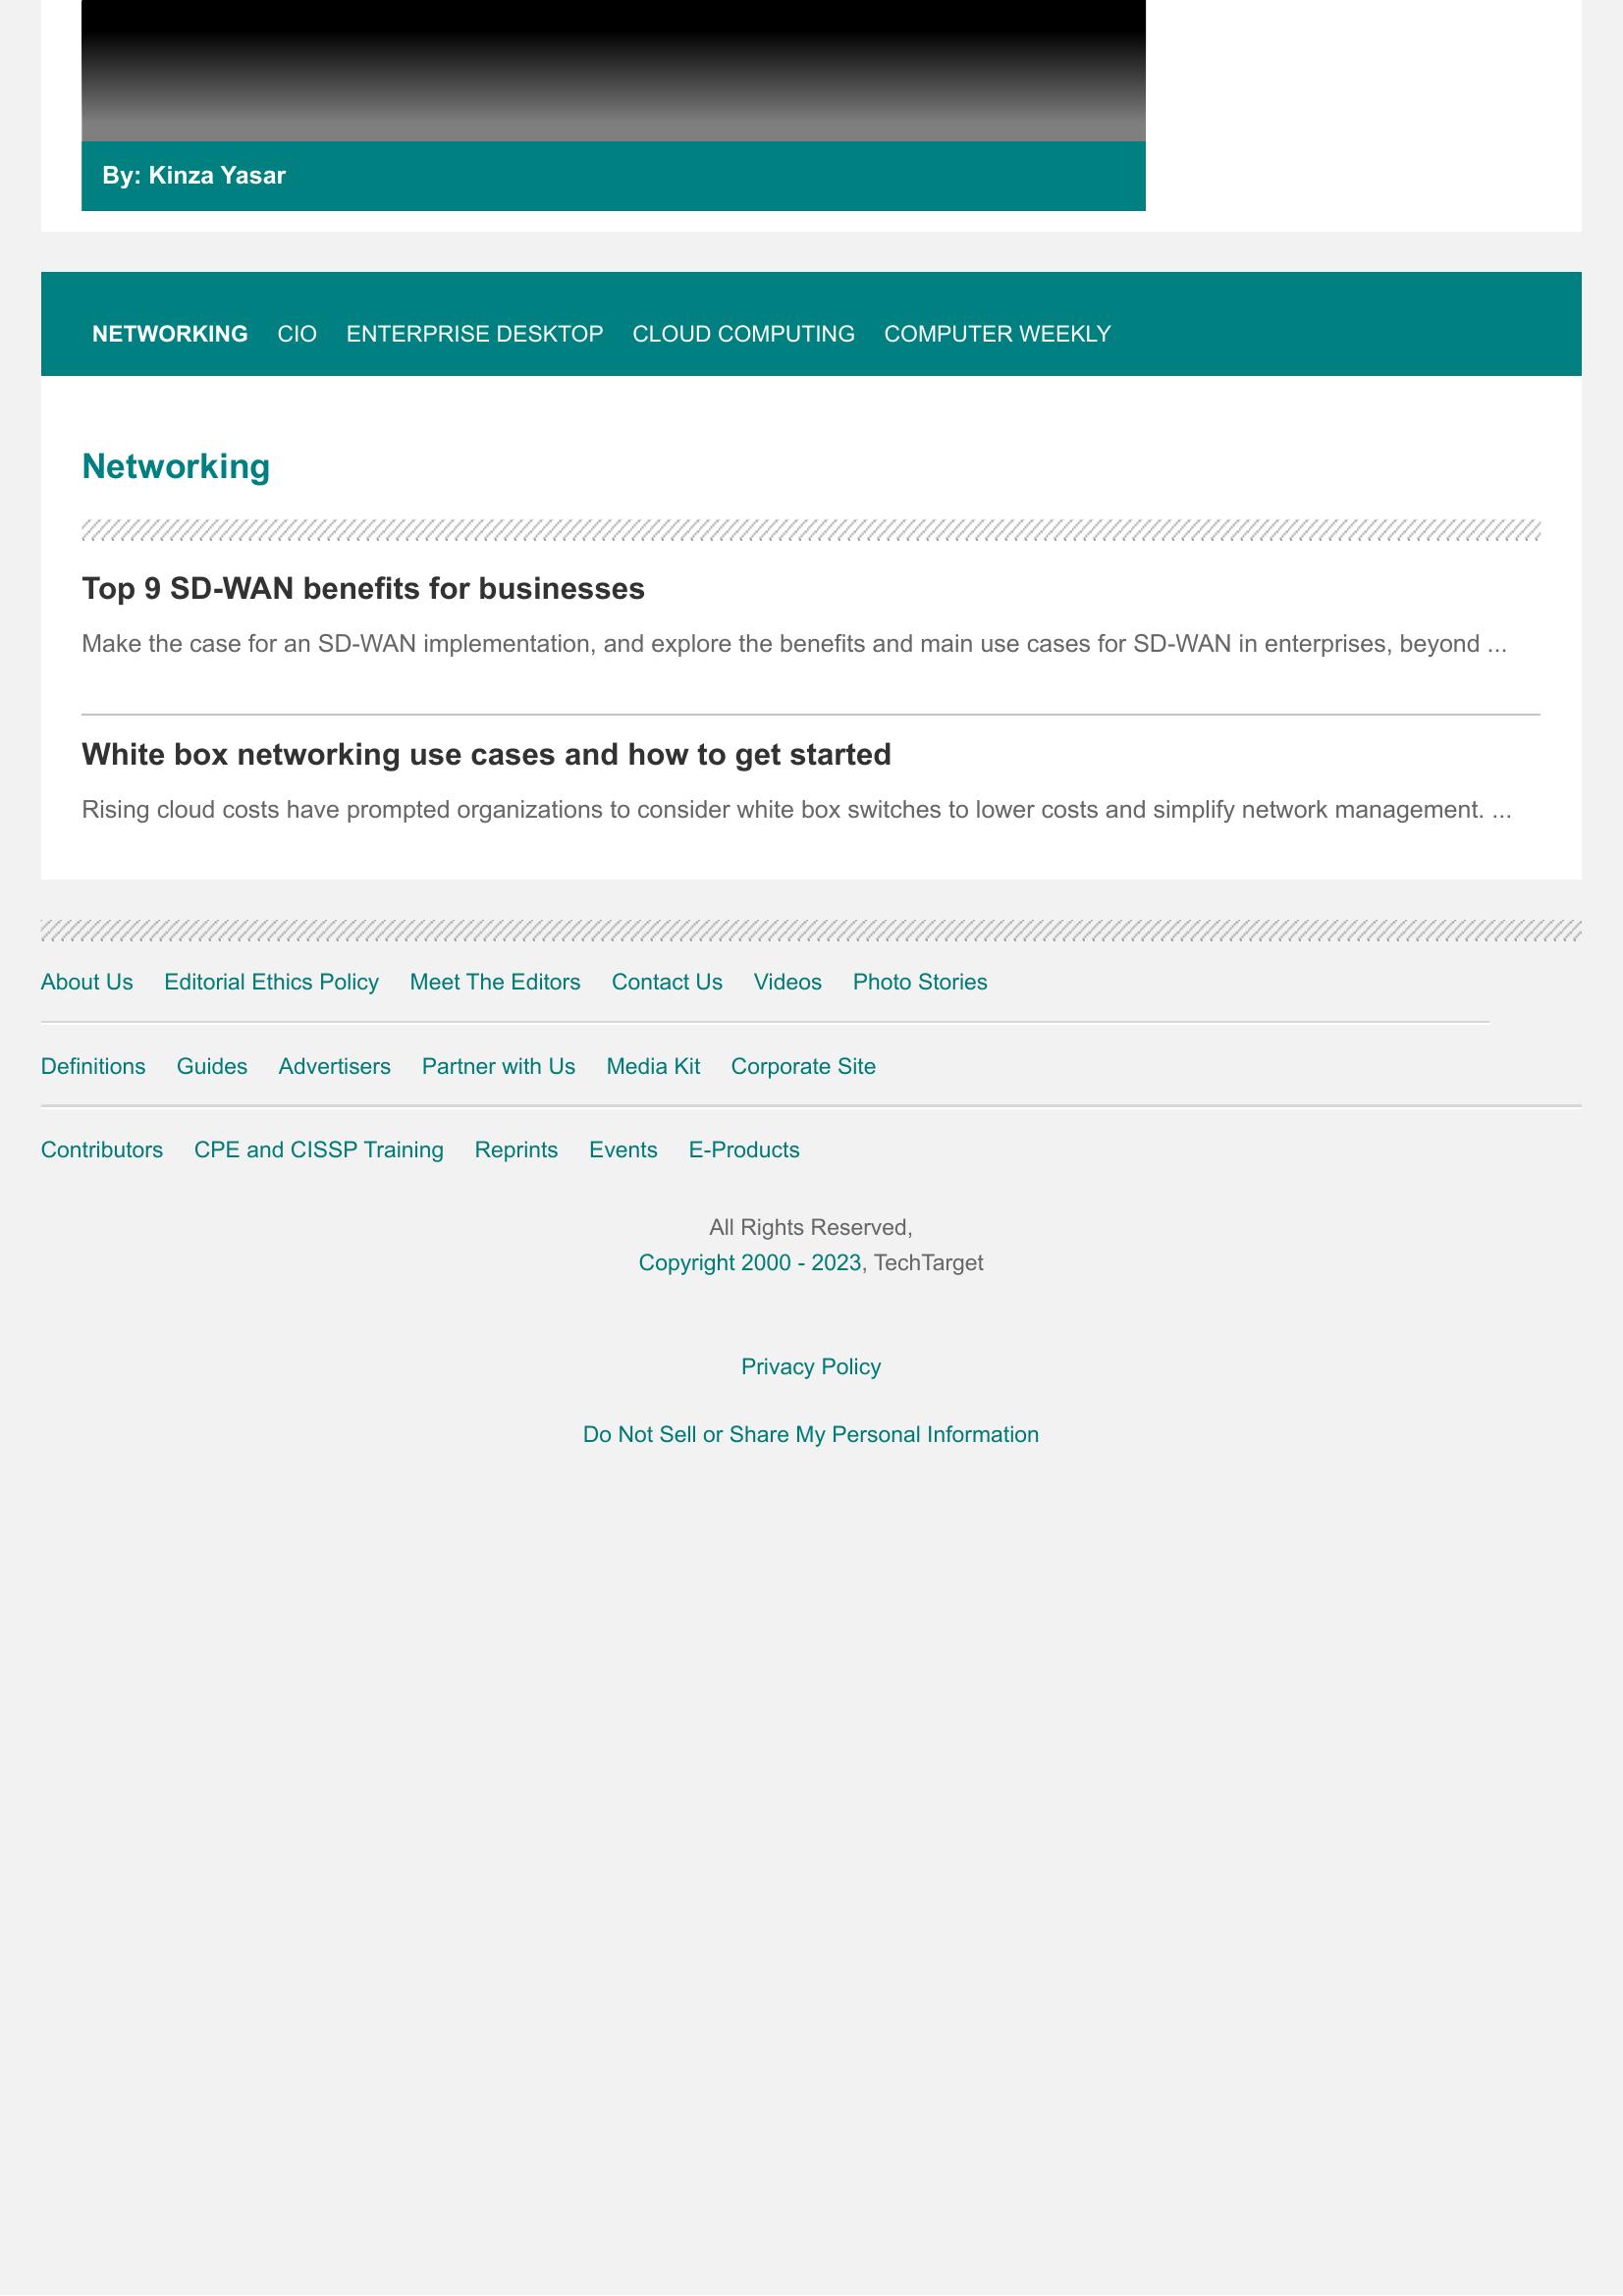 By: Kinza Yasar
NETWORKING CIO ENTERPRISE DESKTOP CLOUD COMPUTING COMPUTER WEEKLY
Networking
Top 9 SD-WAN benefits for businesses
Make the case for an SD-WAN implementation, and explore the benefits and main use cases for SD-WAN in enterprises, beyond ...
White box networking use cases and how to get started
Rising cloud costs have prompted organizations to consider white box switches to lower costs and simplify network management. ...
About Us Editorial Ethics Policy Meet The Editors Contact Us Videos Photo Stories
Definitions Guides Advertisers Partner with Us Media Kit Corporate Site
Contributors CPE and CISSP Training Reprints Events E-Products
All Rights Reserved,
Copyright 2000 - 2023, TechTarget
Privacy Policy
Do Not Sell or Share My Personal Information